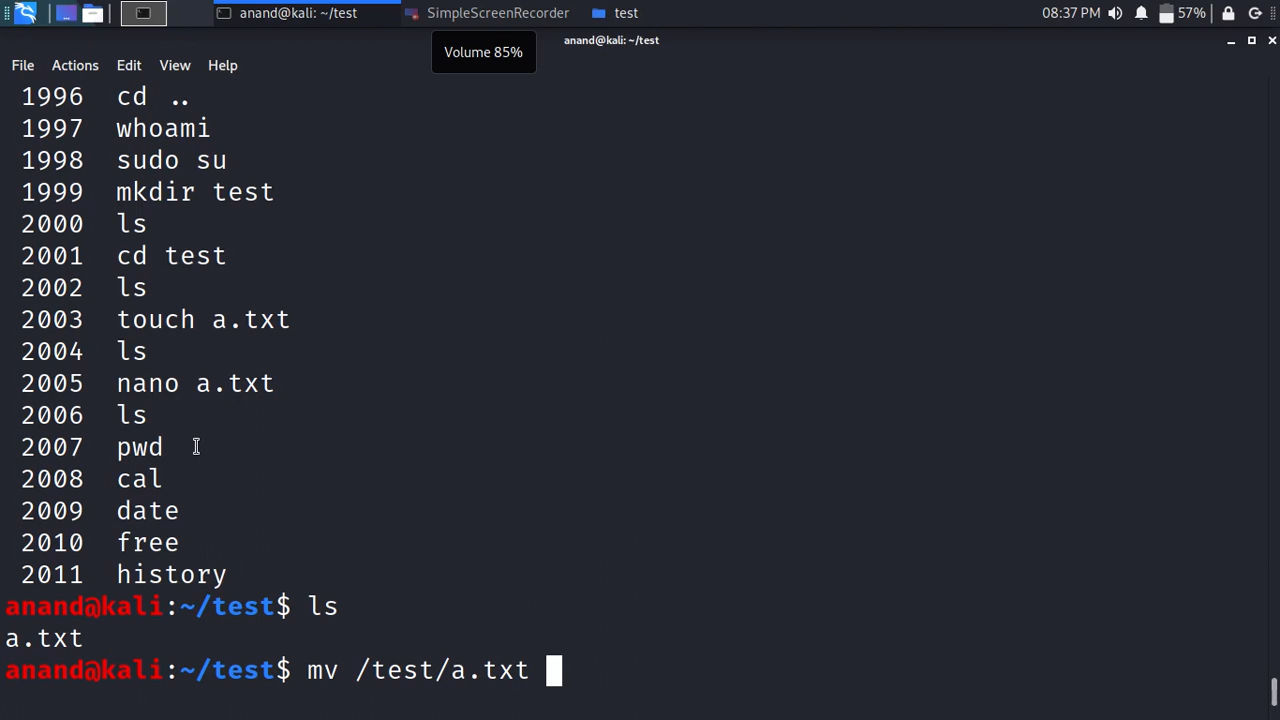 anand@kali: ~/test SimpleScreenRecorder test 08:37 PM 57%
anand@kali: ~/test
Volume 85%
File Actions Edit View Help
1996 cd ..
1997 whoami
1998 sudo su
1999 mkdir test
2000 ls
2001 cd test
2002 ls
2003 touch a.txt
2004 ls
2005 nano a.txt
2006 ls
2007 pwd
2008 cal
2009 date
2010 free
2011 history
anand@kali:~/test$ ls
a.txt
anand@kali:~/test$ mv /test/a.txt